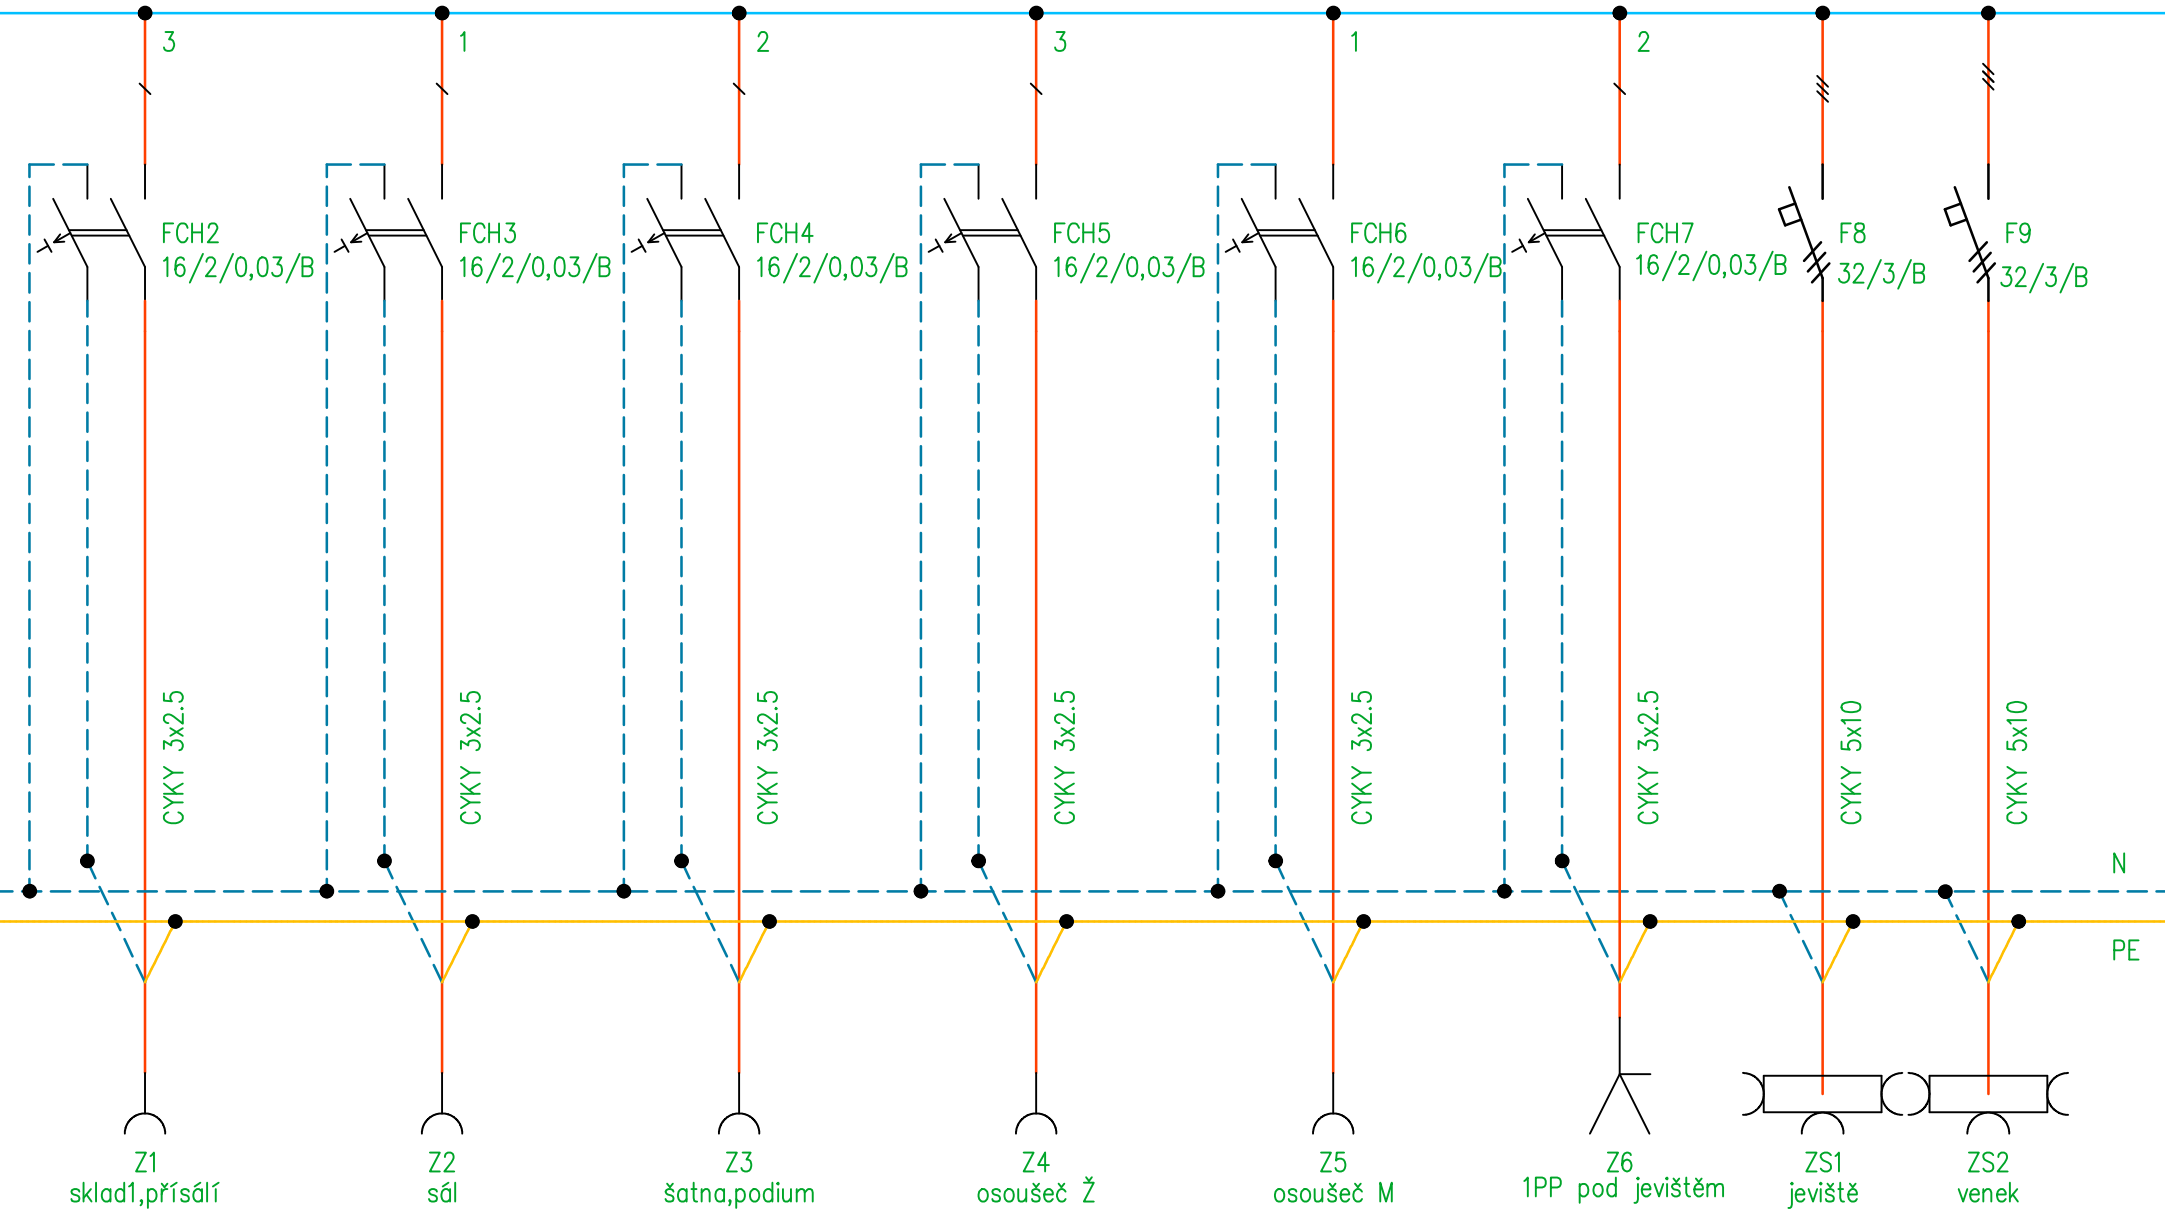 3
1
2
3
1
2
FCH2
16/2/0,03/B
FCH3
16/2/0,03/B
FCH4
16/2/0,03/B
FCH5
16/2/0,03/B
FCH6
16/2/0,03/B
FCH7
16/2/0,03/B
F8
32/3/B
F9
32/3/B
CYKY 3x2.5
CYKY 3x2.5
CYKY 3x2.5
CYKY 3x2.5
CYKY 3x2.5
CYKY 3x2.5
CYKY 5x10
CYKY 5x10
N
PE
Z1
sklad1,přísálí
Z2
sál
Z3
šatna,podium
Z4
osoušeč Ž
Z5
osoušeč M
Z6
1PP pod jevištěm
ZS1
jeviště
ZS2
venek